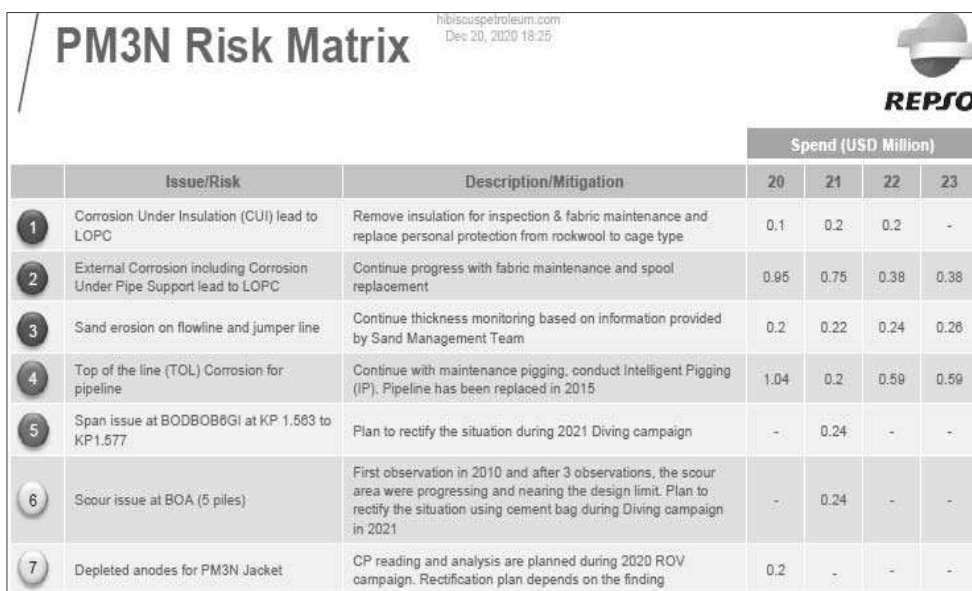 hibiscuspetroleum.com
Dec 20, 2020 18:25
PM3N Risk Matrix
REPSO
Spend (USD Million)
Issue/Risk Description/Mitigation 20 21 22 23
1 Corrosion Under Insulation (CUI) lead to LOPC Remove insulation for inspection & fabric maintenance and replace personal protection from rockwool to cage type 0.1 0.2 0.2 -
2 External Corrosion including Corrosion Under Pipe Support lead to LOPC Continue progress with fabric maintenance and spool replacement 0.95 0.75 0.38 0.38
3 Sand erosion on flowline and jumper line Continue thickness monitoring based on information provided by Sand Management Team 0.2 0.22 0.24 0.26
4 Top of the line (TOL) Corrosion for pipeline Continue with maintenance pigging, conduct Intelligent Pigging (IP). Pipeline has been replaced in 2015 1.04 0.2 0.59 0.59
5 Span issue at BODBOB6GI at KP 1.563 to KP1.577 Plan to rectify the situation during 2021 Diving campaign - 0.24 - -
6 Scour issue at BOA (5 piles) First observation in 2010 and after 3 observations, the scour area were progressing and nearing the design limit. Plan to rectify the situation using cement bag during Diving campaign in 2021 - 0.24 - -
7 Depleted anodes for PM3N Jacket CP reading and analysis are planned during 2020 ROV campaign. Rectification plan depends on the finding 0.2 - - -